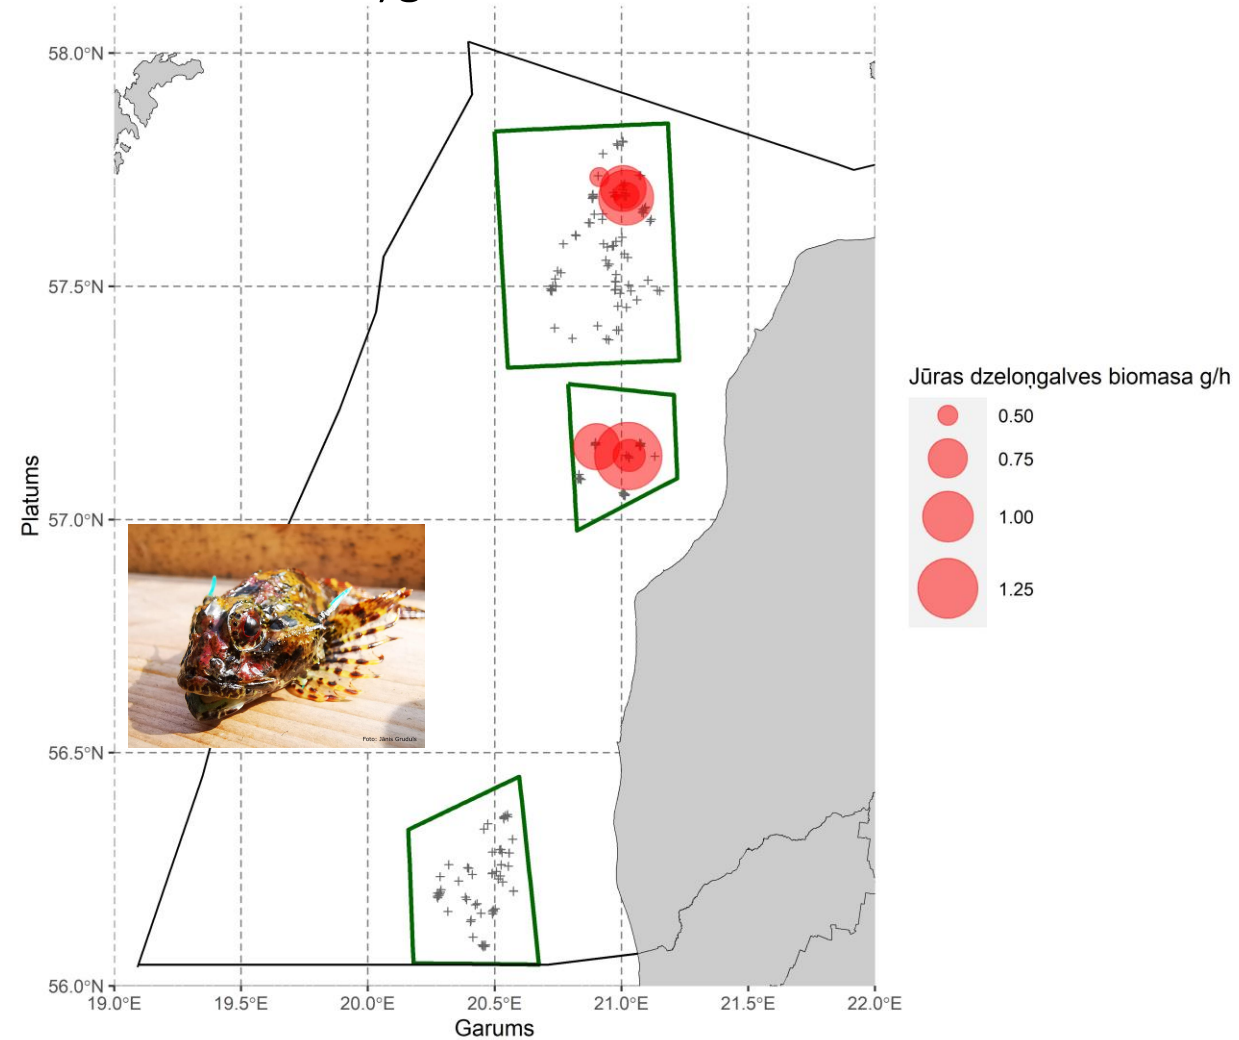 58.0°N
57.5°N
57.0°N
56.5°N
56.0°N
19.0°E 19.5°E 20.0°E 20.5°E 21.0°E 21.5°E 22.0°E
Garums
Platums
Jūras dzeloņgalves biomasa g/h
0.50
0.75
1.00
1.25
Foto: Jānis Gruduls